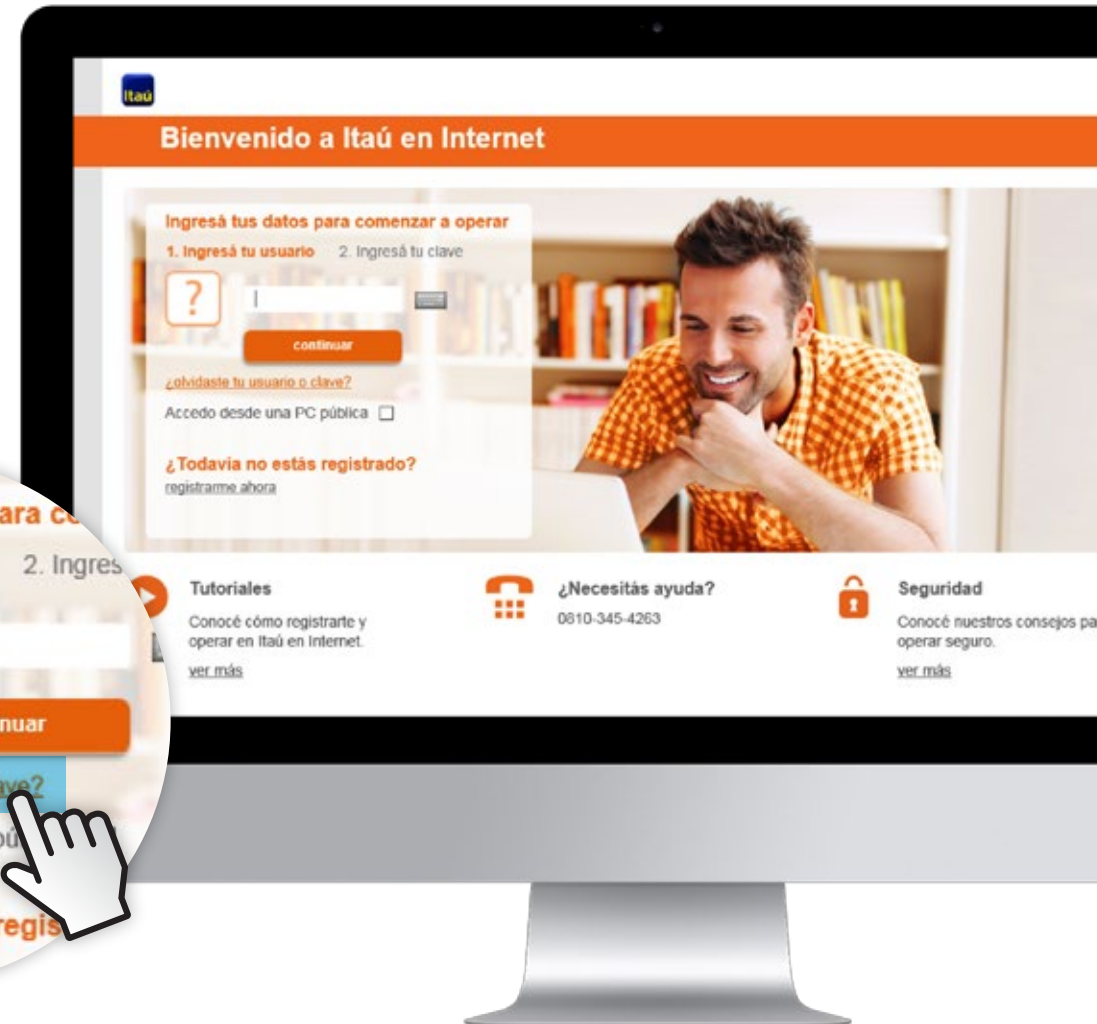 Itaú
Bienvenido a Itaú en Internet
Ingresá tus datos para comenzar a operar
1. Ingresá tu usuario 2. Ingresá tu clave
?
continuar
¿olvidaste tu usuario o clave?
Accedo desde una PC pública
¿Todavia no estás registrado?
registrarme ahora
ara co
2. Ingres
nuar
ave?
pú
regis
Tutoriales
Conocé cómo registrarte y
operar en Itaú en Internet.
ver más
¿Necesitás ayuda?
0810-345-4263
Seguridad
Conocé nuestros consejos pa
operar seguro.
ver más